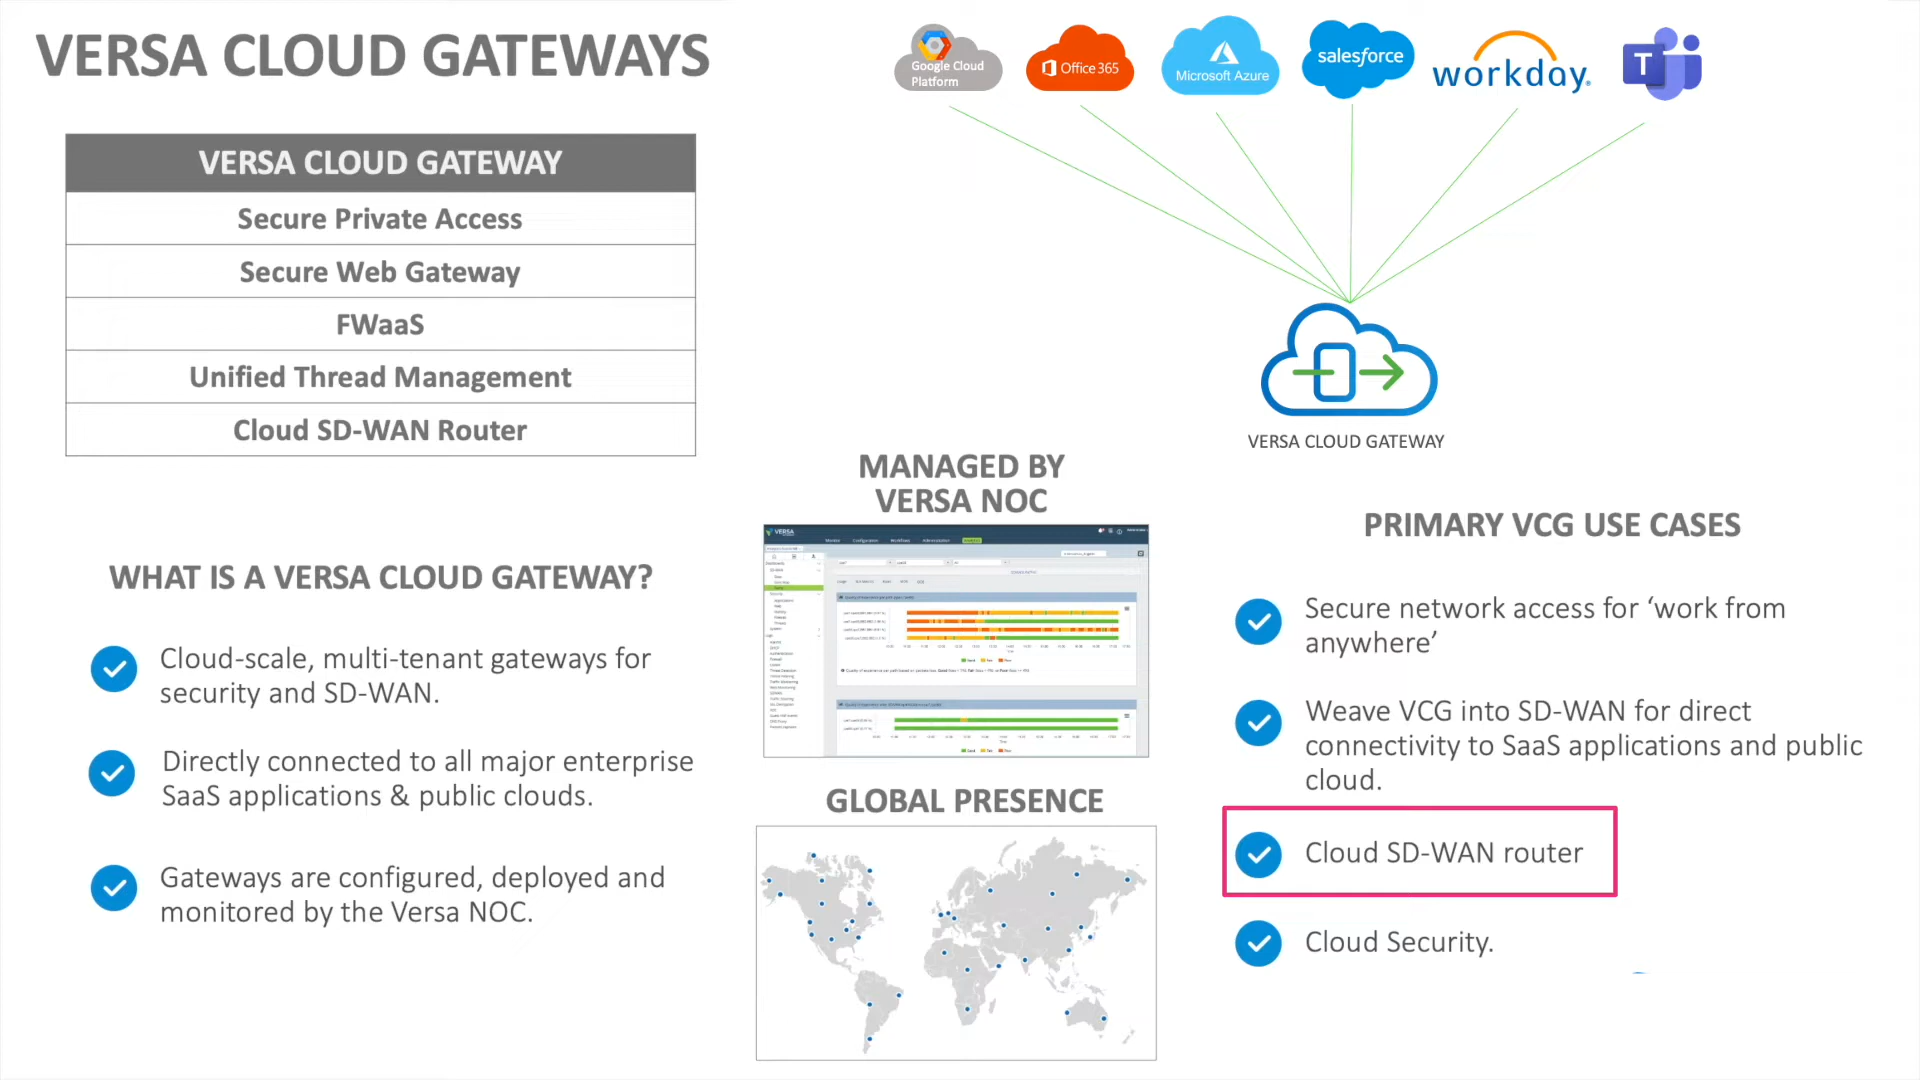 VERSA CLOUD GATEWAYS
Google Cloud
Platform
Office 365
Microsoft Azure
salesforce
workday.
T
VERSA CLOUD GATEWAY
Secure Private Access
Secure Web Gateway
FWaaS
Unified Thread Management
Cloud SD-WAN Router
VERSA CLOUD GATEWAY
WHAT IS A VERSA CLOUD GATEWAY?
Cloud-scale, multi-tenant gateways for
security and SD-WAN.
Directly connected to all major enterprise
SaaS applications & public clouds.
Gateways are configured, deployed and
monitored by the Versa NOC.
MANAGED BY
VERSA NOC
VERSA
Monitor Configuration Workflows Administration
GLOBAL PRESENCE
PRIMARY VCG USE CASES
Secure network access for ‘work from
anywhere’
Weave VCG into SD-WAN for direct
connectivity to SaaS applications and public
cloud.
Cloud SD-WAN router
Cloud Security.